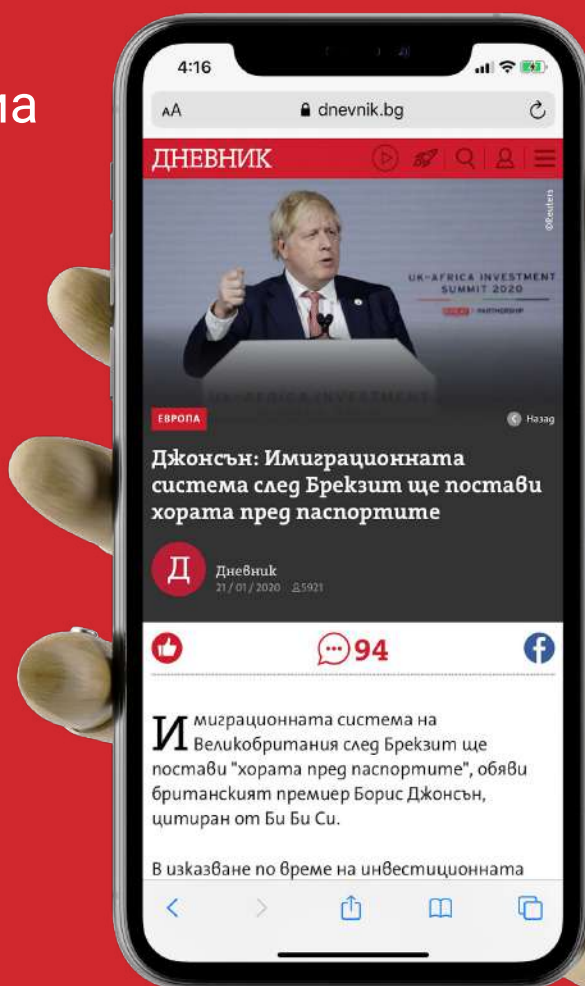 4:16
AA dnevnik.bg
ДНЕВНИК
©Reuters
UK-AFRICA INVESTMENT
SUMMIT 2020
PARTNERSHIP
UK-AFRICA INVESTMENT
ЕВРОПА
Назад
Джонсън: Имиграционната
система след Брекзит ще постави
хората пред паспортите
Д
Дневник
21/01/2020 5921
94
Имиграционната система на
Великобритания след Брекзит ще
постави "хората пред паспортите", обяви
британският премиер Борис Джонсън,
цитиран от Би Би Си.
В изказване по време на инвестиционната